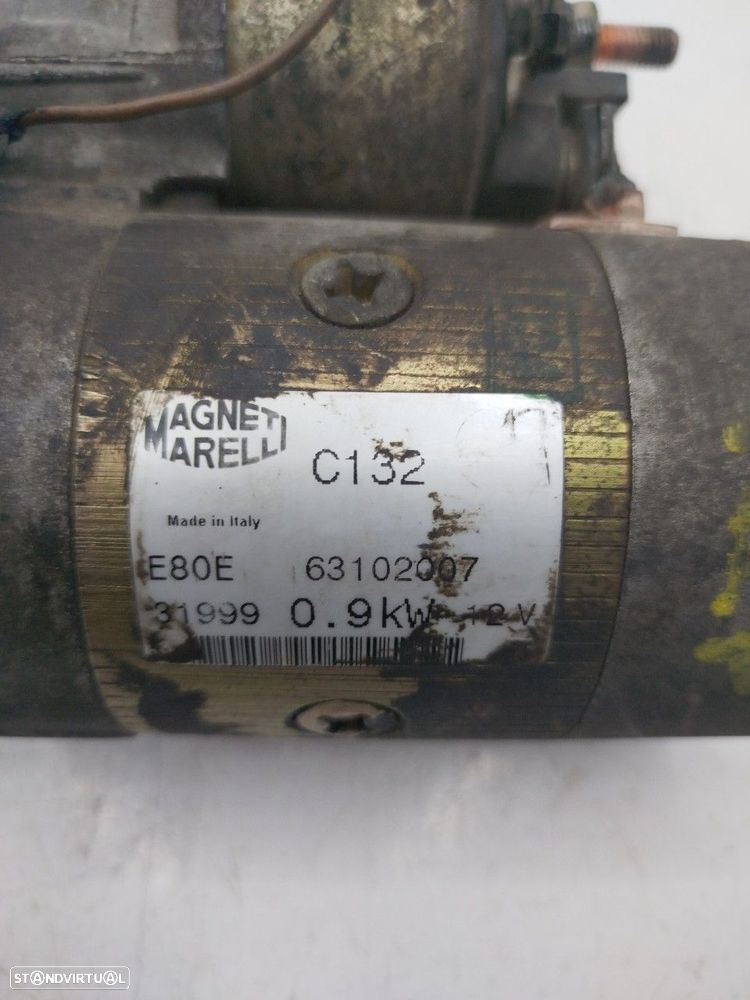 MAGNETI
MARELLI
C132
Made in Italy
E80E 63102007
31999 0.9kW 12V
STANDVIRTUAL